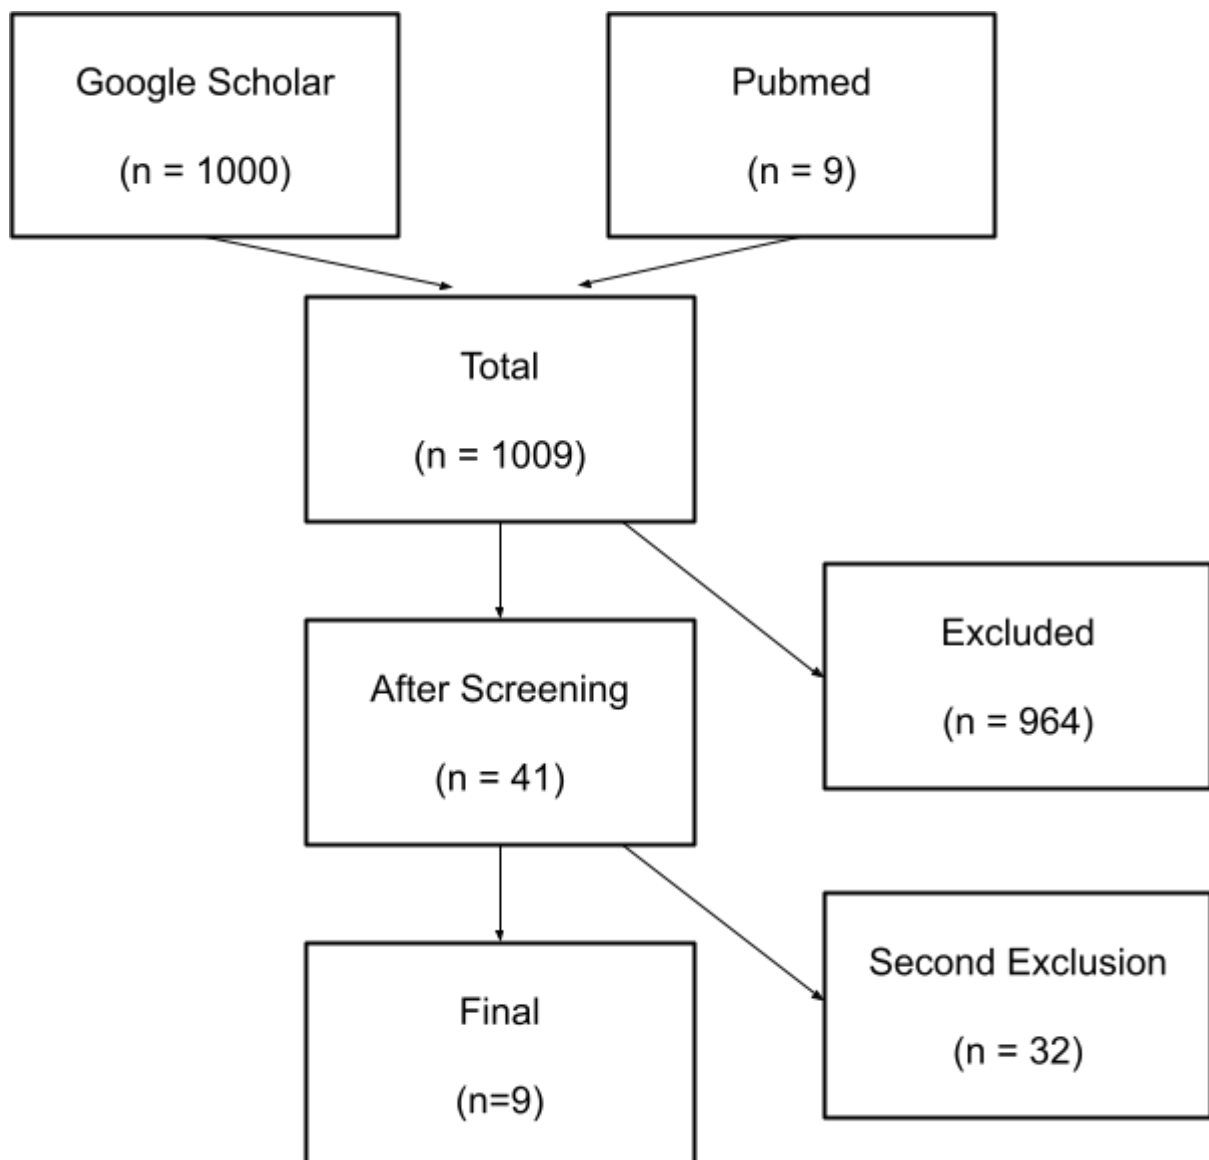 Google Scholar
(n = 1000)
Pubmed
(n = 9)
Total
(n = 1009)
Excluded
(n = 964)
After Screening
(n = 41)
Second Exclusion
(n = 32)
Final
(n=9)